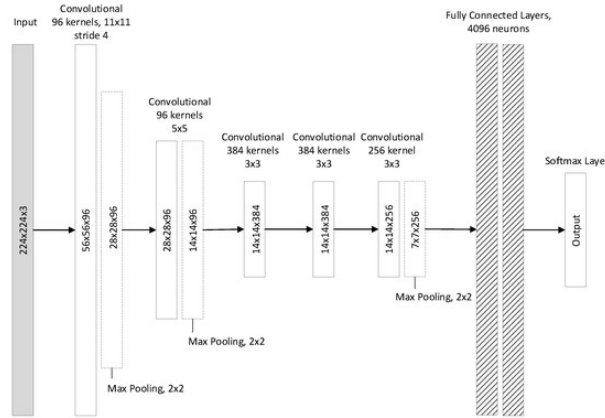 Input
Convolutional
96 kernels, 11x11
stride 4
Fully Connected Layers,
4096 neurons
Convolutional
96 kernels
5x5
Convolutional
384 kernels
3x3
Convolutional
384 kernels
3x3
Convolutional
256 kernel
3x3
Softmax Laye
224x224x3
56x56x96
28x28x96
28x28x96
14x14x96
14x14x384
14x14x384
14x14x256
7x7x256
Output
Max Pooling, 2x2
Max Pooling, 2x2
Max Pooling, 2x2